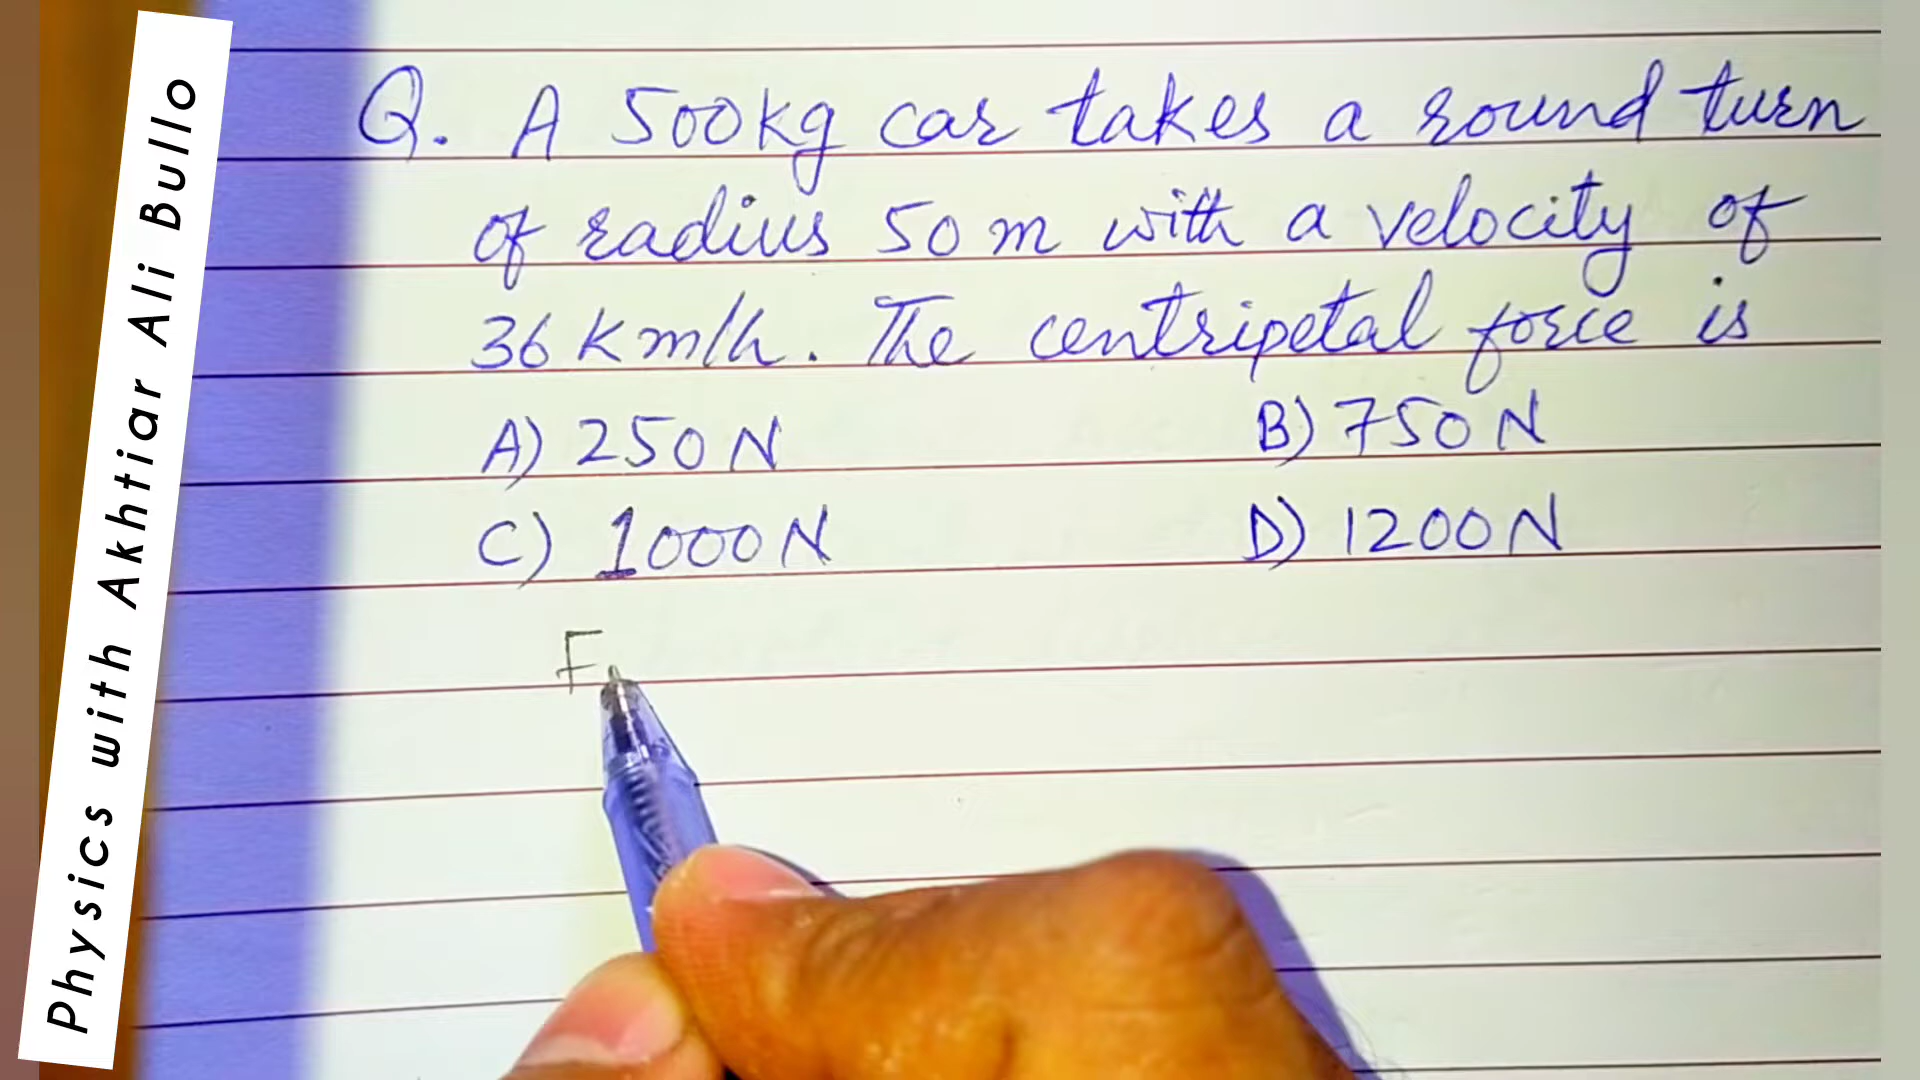 Physics with Akhtiar Ali Bullo
Q. A 500kg car takes a round turn
of radius 50 m with a velocity of
36 km/h. The centripetal force is
A) 250 N B) 750 N
C) 1000 N D) 1200 N
F